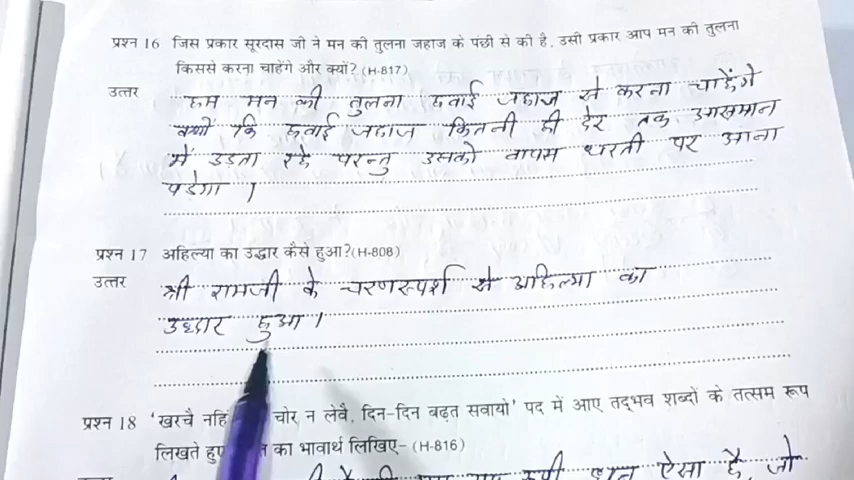 प्रश्न 16 जिस प्रकार सूरदास जी ने मन की तुलना जहाज के पंछी से की है, उसी प्रकार आप मन की तुलना
किससे करना चाहेंगे और क्यों? (H-817)
उत्तर हम मन की तुलना हवाई जहाज से करना चाहेंगे
क्यों कि हवाई जहाज कितनी ही देर तक आसमान
में उडता रहे परन्तु उसको वापस धरती पर आना
पडेगा ।
प्रश्न 17 अहिल्या का उद्धार कैसे हुआ? (H-808)
उत्तर श्री रामजी के चरणस्पर्श से अहिल्या का
उद्धार हुआ ।
प्रश्न 18 'खरचै नहिं चोर न लेवै, दिन-दिन बढ़त सवायो' पद में आए तद्भव शब्दों के तत्सम रूप
लिखते हुए का भावार्थ लिखिए- (H-816)
धन ऐसा है, जो